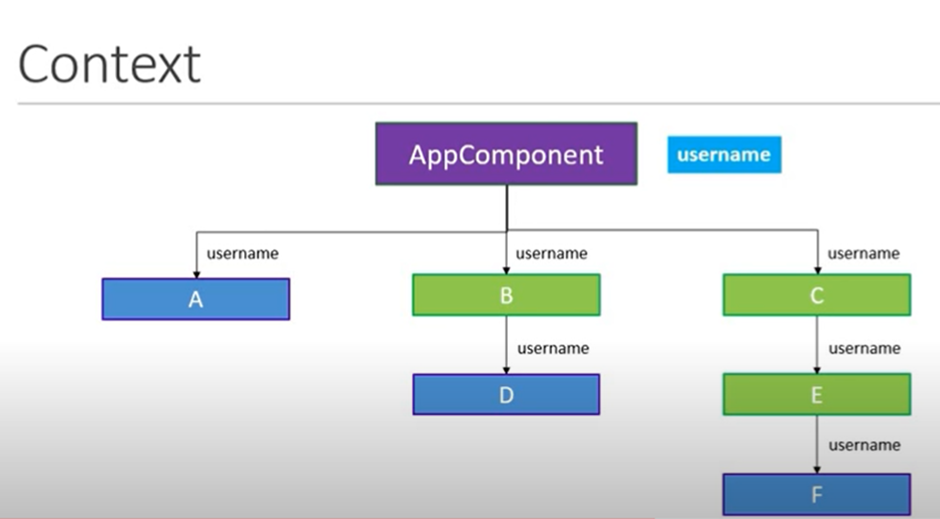 Context
AppComponent
username
username
username
username
A
B
C
username
username
D
E
username
F